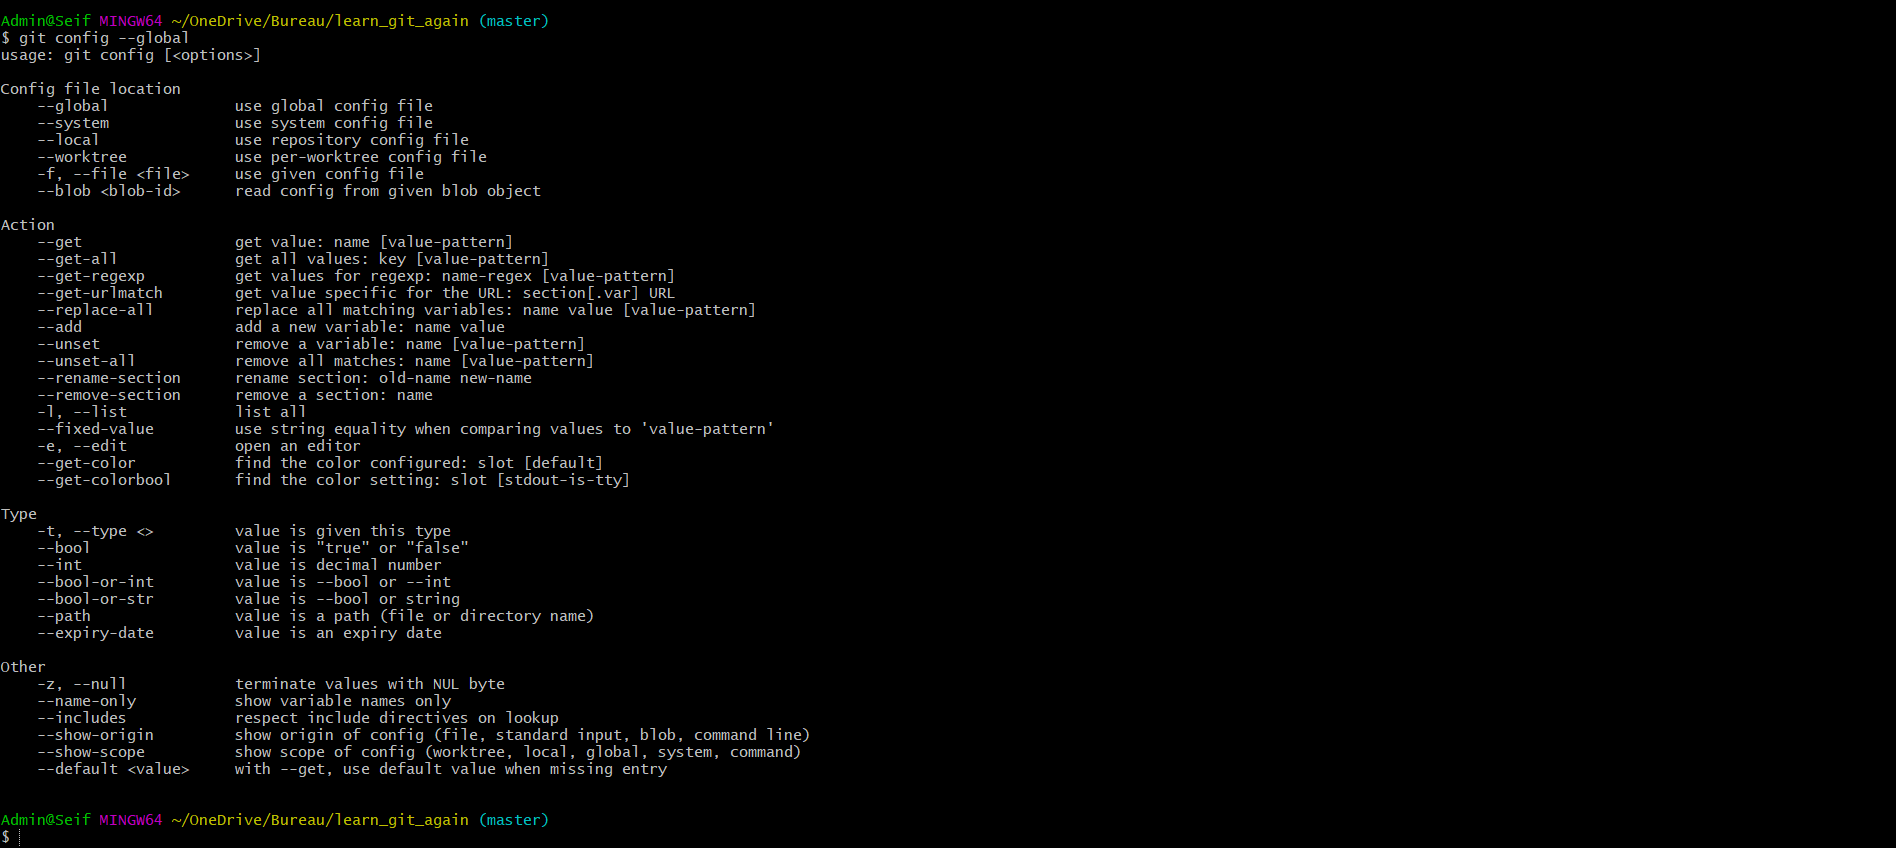 Admin@Seif MINGW64 ~/OneDrive/Bureau/learn_git_again (master)
$ git config --global
usage: git config [<options>]

Config file location
    --global              use global config file
    --system              use system config file
    --local               use repository config file
    --worktree            use per-worktree config file
    -f, --file <file>     use given config file
    --blob <blob-id>      read config from given blob object

Action
    --get                 get value: name [value-pattern]
    --get-all             get all values: key [value-pattern]
    --get-regexp          get values for regexp: name-regex [value-pattern]
    --get-urlmatch        get value specific for the URL: section[.var] URL
    --replace-all         replace all matching variables: name value [value-pattern]
    --add                 add a new variable: name value
    --unset               remove a variable: name [value-pattern]
    --unset-all           remove all matches: name [value-pattern]
    --rename-section      rename section: old-name new-name
    --remove-section      remove a section: name
    -l, --list            list all
    --fixed-value         use string equality when comparing values to 'value-pattern'
    -e, --edit            open an editor
    --get-color           find the color configured: slot [default]
    --get-colorbool       find the color setting: slot [stdout-is-tty]

Type
    -t, --type <>         value is given this type
    --bool                value is "true" or "false"
    --int                 value is decimal number
    --bool-or-int         value is --bool or --int
    --bool-or-str         value is --bool or string
    --path                value is a path (file or directory name)
    --expiry-date         value is an expiry date

Other
    -z, --null            terminate values with NUL byte
    --name-only           show variable names only
    --includes            respect include directives on lookup
    --show-origin         show origin of config (file, standard input, blob, command line)
    --show-scope          show scope of config (worktree, local, global, system, command)
    --default <value>     with --get, use default value when missing entry

Admin@Seif MINGW64 ~/OneDrive/Bureau/learn_git_again (master)
$